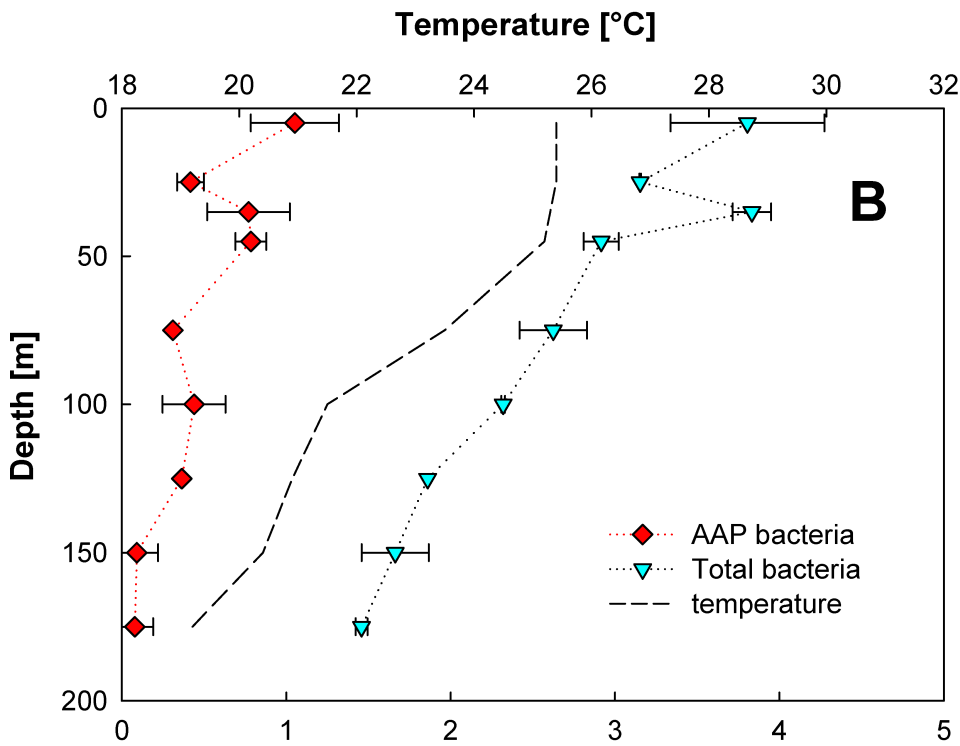 Temperature [°C]
18 20 22 24 26 28 30 32
0
50
100
150
200
Depth [m]
B
AAP bacteria
Total bacteria
temperature
0 1 2 3 4 5